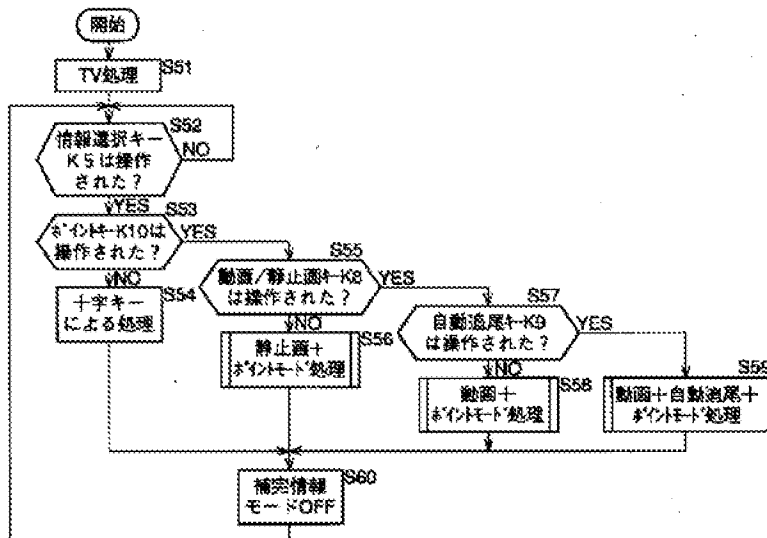 開始
TV処理
S51
S52
情報選択キー
K5は操作
された？
NO
YES
S53
ﾎﾟｲﾝﾄｷｰK10は
操作された？
YES
NO
S54
十字キー
による処理
S55
動画/静止画ｷｰK8
は操作された？
YES
NO
S56
静止画+
ﾎﾟｲﾝﾄﾓｰﾄﾞ処理
S57
自動追尾ｷｰK9
は操作された？
YES
NO
S58
動画+
ﾎﾟｲﾝﾄﾓｰﾄﾞ処理
S59
動画+自動追尾+
ﾎﾟｲﾝﾄﾓｰﾄﾞ処理
S60
補完情報
モードOFF